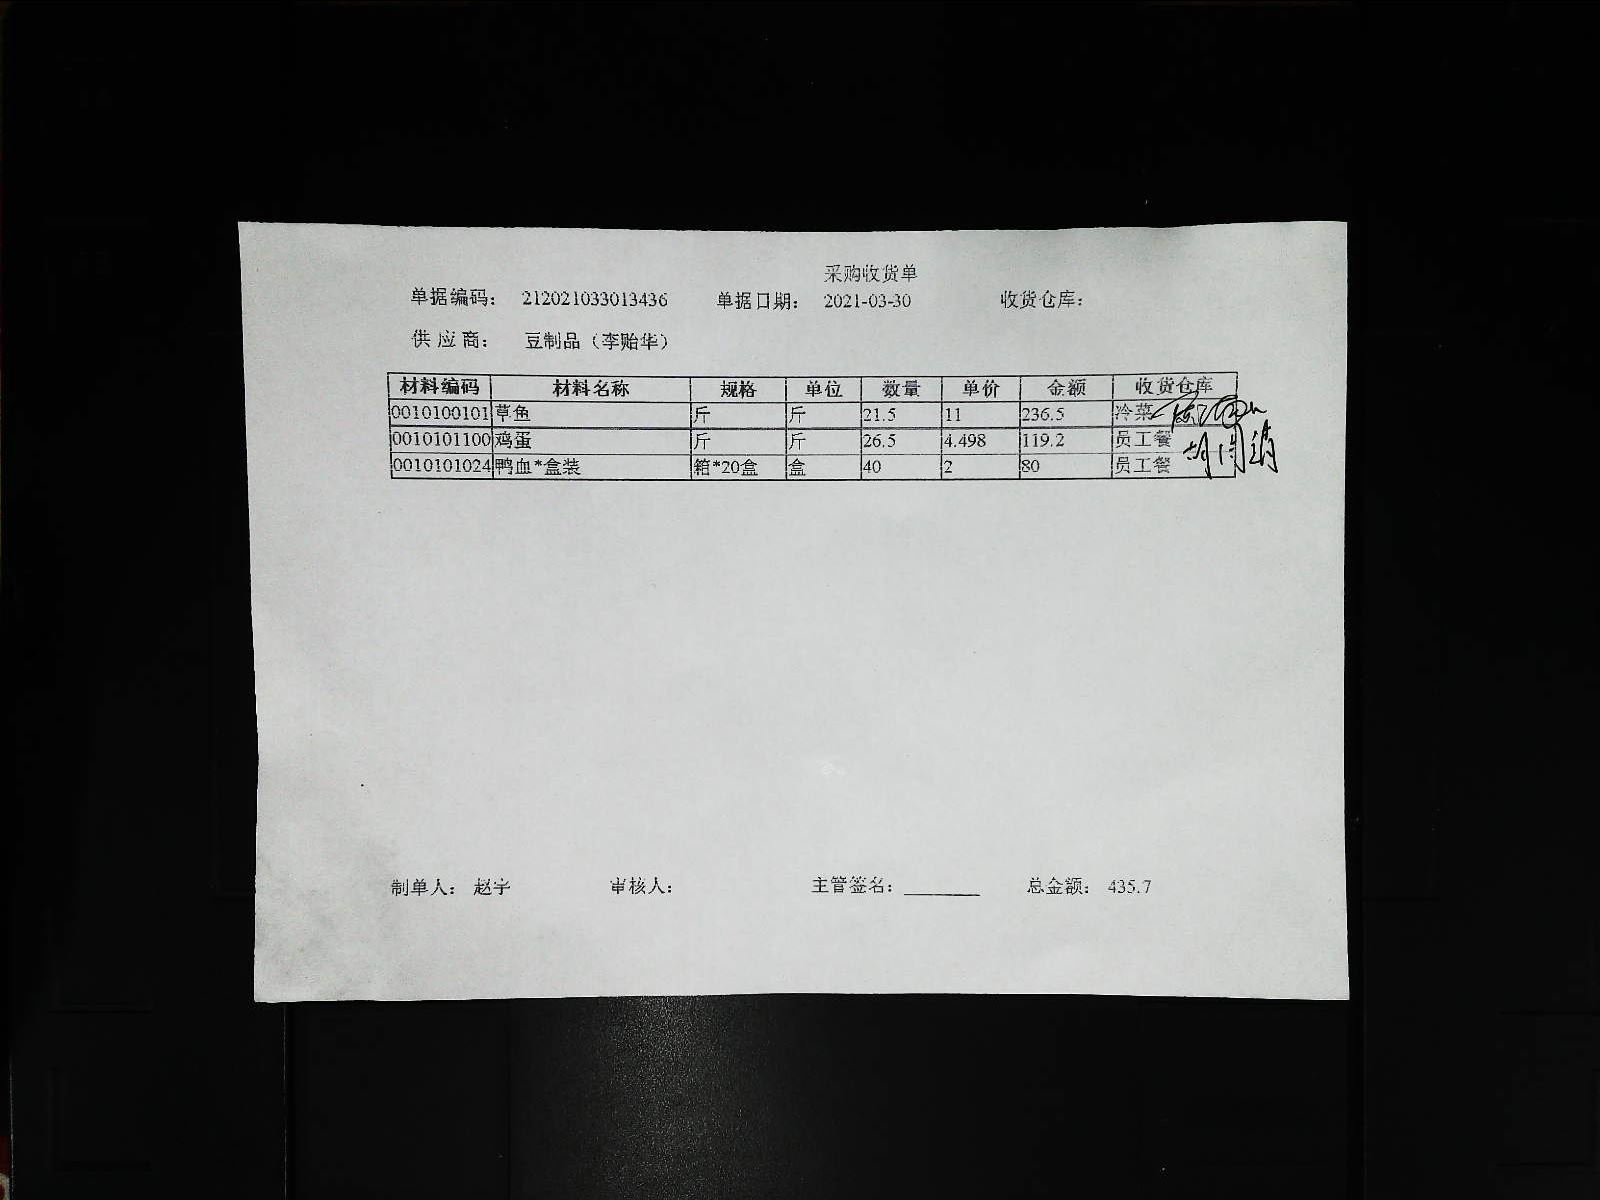 采购收货单
单据编码： 212021033013436 单据日期： 2021-03-30 收货仓库：
供 应 商： 豆制品（李贻华）
材料编码 材料名称 规格 单位 数量 单价 金额 收货仓库
0010100101 草鱼 斤 斤 21.5 11 236.5 冷菜
0010101100 鸡蛋 斤 斤 26.5 4.498 119.2 员工餐
0010101024 鸭血*盒装 箱*20盒 盒 40 2 80 员工餐
制单人： 赵宇 审核人： 主管签名： 总金额： 435.7